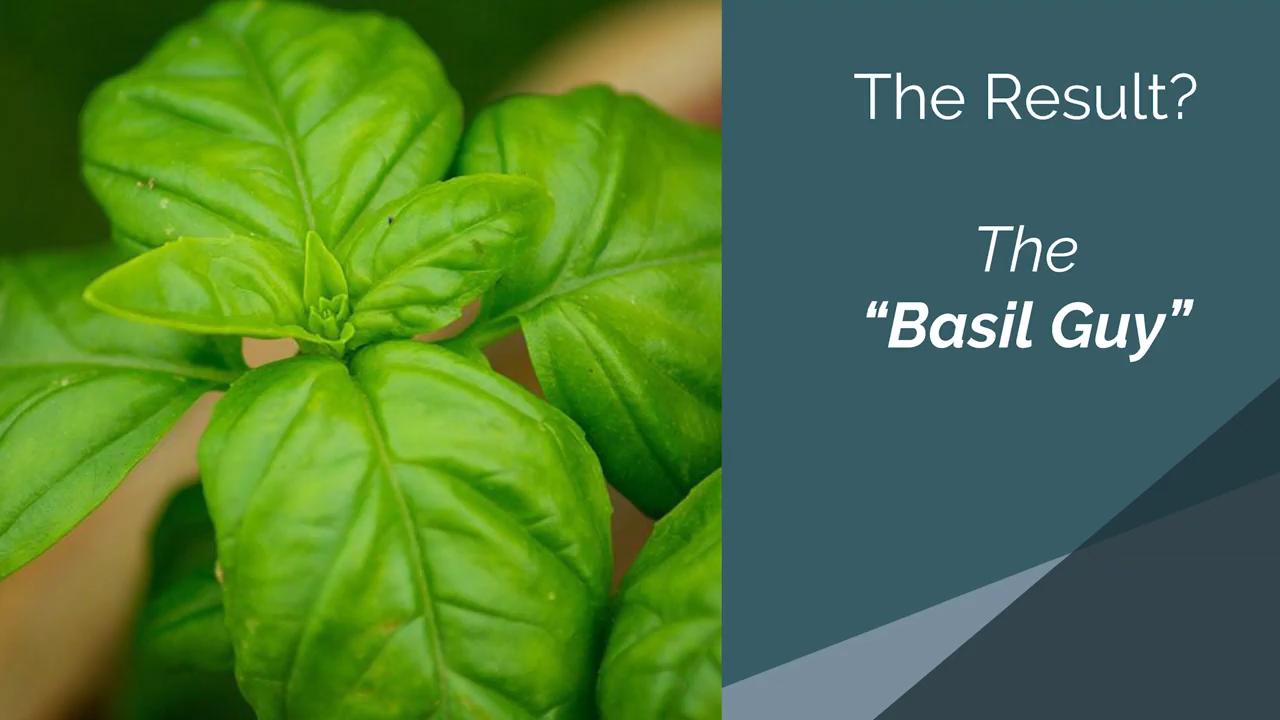 The Result?
The
“Basil Guy”